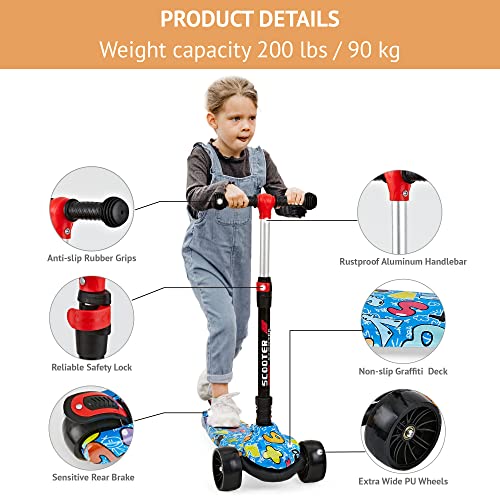 PRODUCT DETAILS
Weight capacity 200 lbs / 90 kg
Anti-slip Rubber Grips
Rustproof Aluminum Handlebar
Reliable Safety Lock
SCOOTER
Non-slip Graffiti Deck
Sensitive Rear Brake
Extra Wide PU Wheels